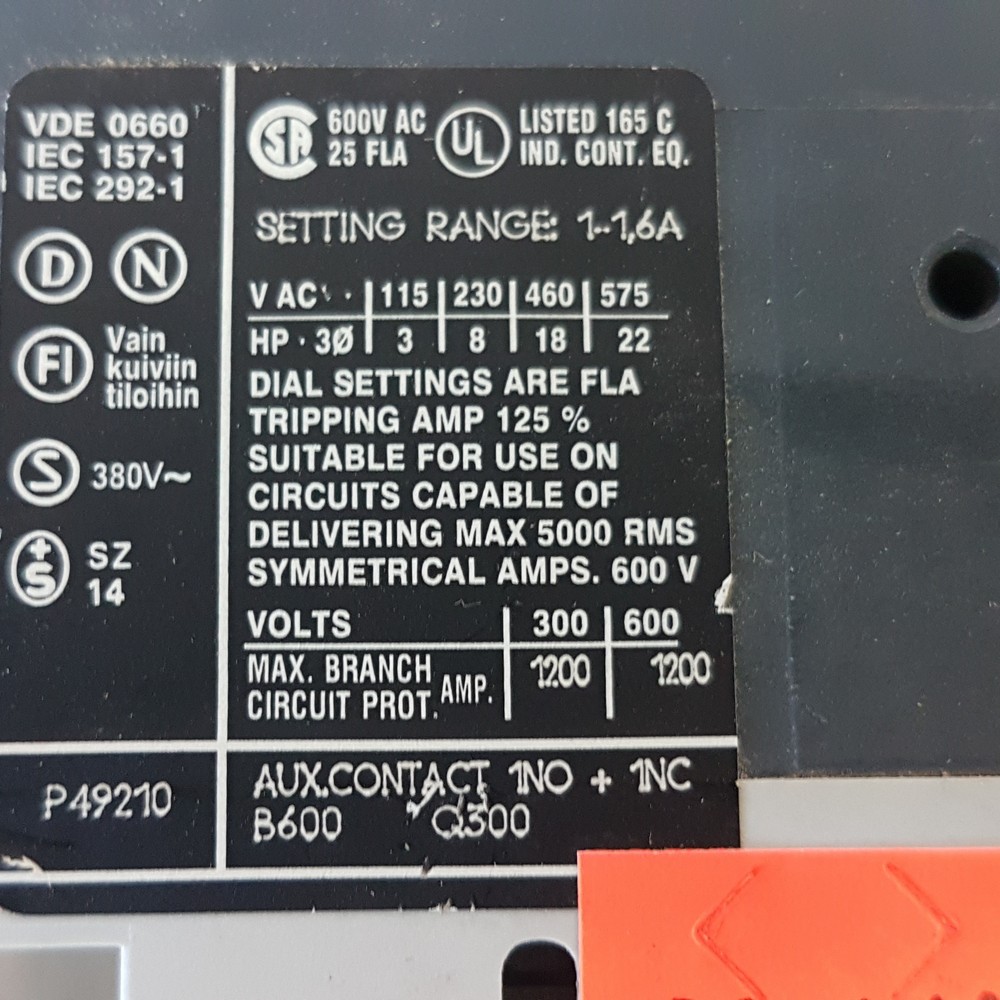 VDE 0660
IEC 157-1
IEC 292-1
D N
FI Vain
kuiviin
tiloihin
S 380V~
+S SZ
14
P49210
SA 600V AC
25 FLA
UL LISTED 165 C
IND. CONT. EQ.
SETTING RANGE: 1-1,6A
V AC 115 230 460 575
HP · 3Ø 3 8 18 22
DIAL SETTINGS ARE FLA
TRIPPING AMP 125 %
SUITABLE FOR USE ON
CIRCUITS CAPABLE OF
DELIVERING MAX 5000 RMS
SYMMETRICAL AMPS. 600 V
VOLTS 300 600
MAX. BRANCH
CIRCUIT PROT. AMP. 1200 1200
AUX.CONTACT 1NO + 1NC
B600 Q300